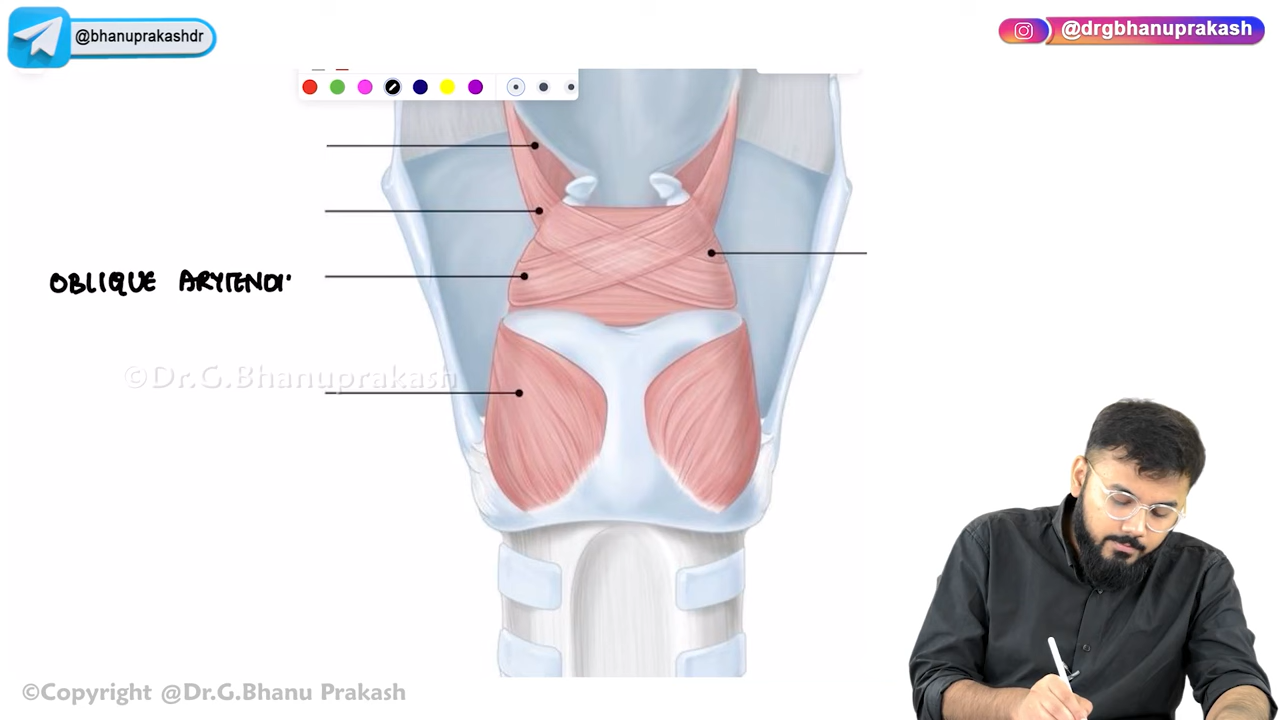 @bhanuprakashdr
@drgbhanuprakash
OBLIQUE ARYTENOI
©Dr.G.Bhanuprakash
©Copyright @Dr.G.Bhanu Prakash